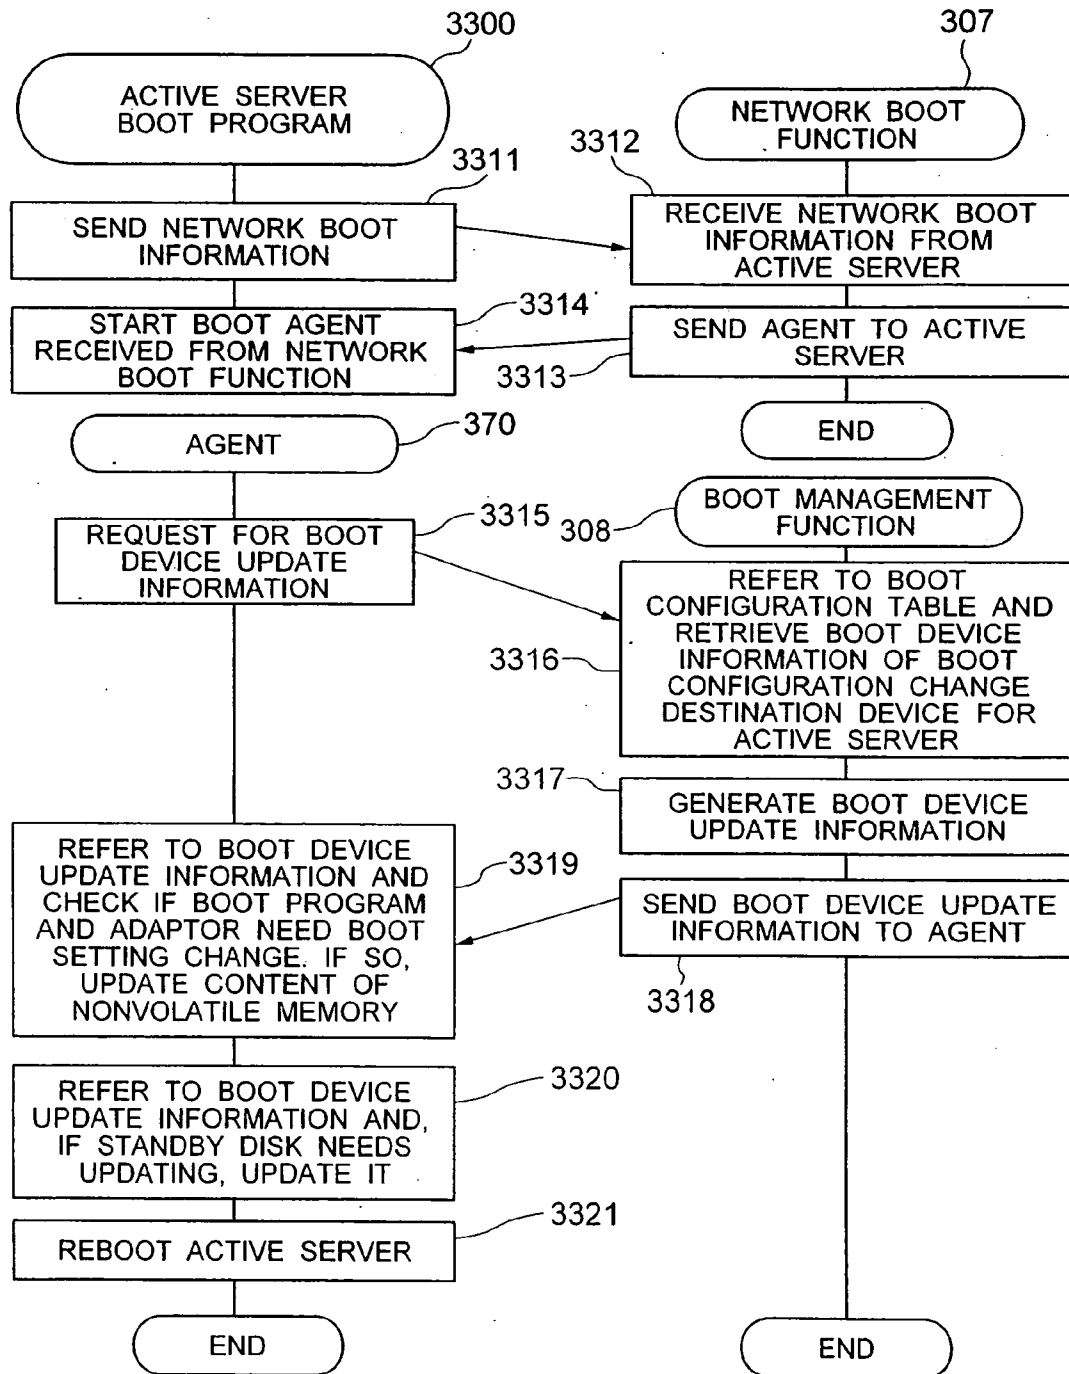 3300
ACTIVE SERVER
BOOT PROGRAM
307
NETWORK BOOT
FUNCTION
3311
SEND NETWORK BOOT
INFORMATION
3312
RECEIVE NETWORK BOOT
INFORMATION FROM
ACTIVE SERVER
3314
START BOOT AGENT
RECEIVED FROM NETWORK
BOOT FUNCTION
SEND AGENT TO ACTIVE
SERVER
3313
END
AGENT
370
BOOT MANAGEMENT
FUNCTION
308
3315
REQUEST FOR BOOT
DEVICE UPDATE
INFORMATION
REFER TO BOOT
CONFIGURATION TABLE AND
RETRIEVE BOOT DEVICE
INFORMATION OF BOOT
CONFIGURATION CHANGE
DESTINATION DEVICE FOR
ACTIVE SERVER
3316
3317
GENERATE BOOT DEVICE
UPDATE INFORMATION
REFER TO BOOT DEVICE
UPDATE INFORMATION AND
CHECK IF BOOT PROGRAM
AND ADAPTOR NEED BOOT
SETTING CHANGE. IF SO,
UPDATE CONTENT OF
NONVOLATILE MEMORY
3319
SEND BOOT DEVICE UPDATE
INFORMATION TO AGENT
3318
REFER TO BOOT DEVICE
UPDATE INFORMATION AND,
IF STANDBY DISK NEEDS
UPDATING, UPDATE IT
3320
3321
REBOOT ACTIVE SERVER
END
END